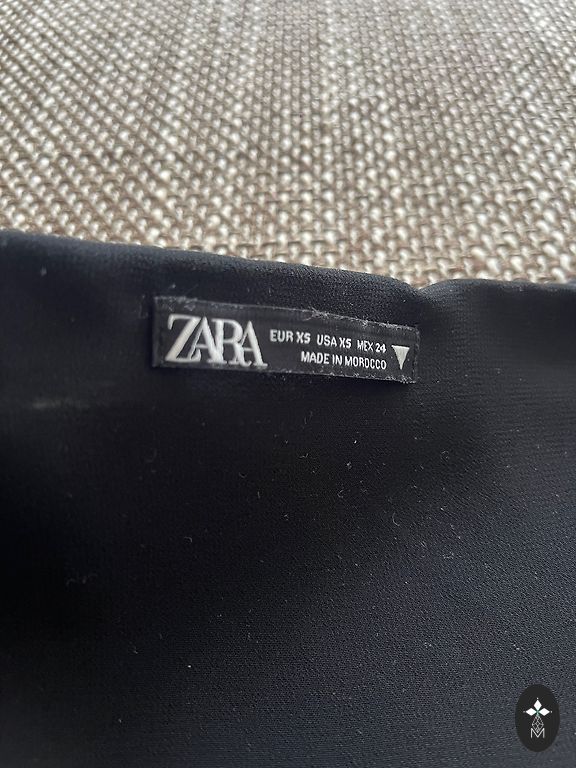 ZARA
EUR XS USA XS MEX 24
MADE IN MOROCCO
M